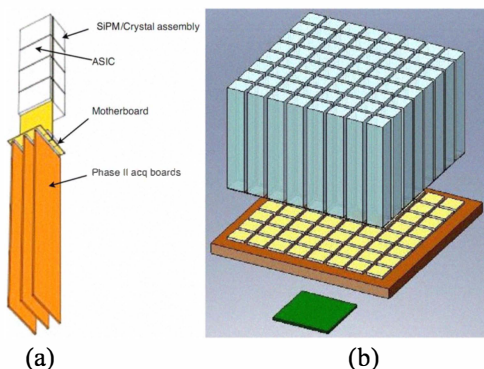 SiPM/Crystal assembly
ASIC
Motherboard
Phase II acq boards
(a)
(b)